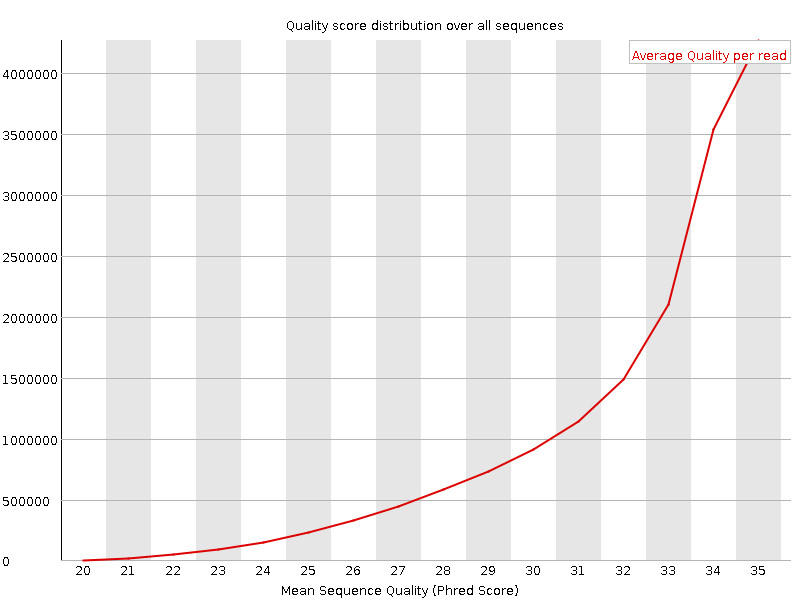 Quality score distribution over all sequences
Average Quality per read
4000000
3500000
3000000
2500000
2000000
1500000
1000000
500000
0
20 21 22 23 24 25 26 27 28 29 30 31 32 33 34 35
Mean Sequence Quality (Phred Score)